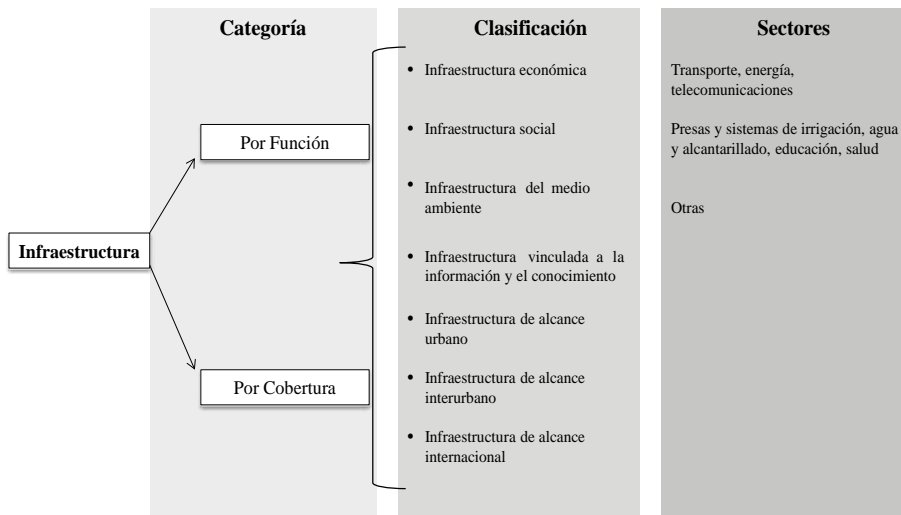 Categoría
Clasificación
Sectores
Infraestructura
Por Función
Por Cobertura
• Infraestructura económica
• Infraestructura social
• Infraestructura del medio
ambiente
• Infraestructura vinculada a la
información y el conocimiento
• Infraestructura de alcance
urbano
• Infraestructura de alcance
interurbano
• Infraestructura de alcance
internacional
Transporte, energía,
telecomunicaciones
Presas y sistemas de irrigación, agua
y alcantarillado, educación, salud
Otras